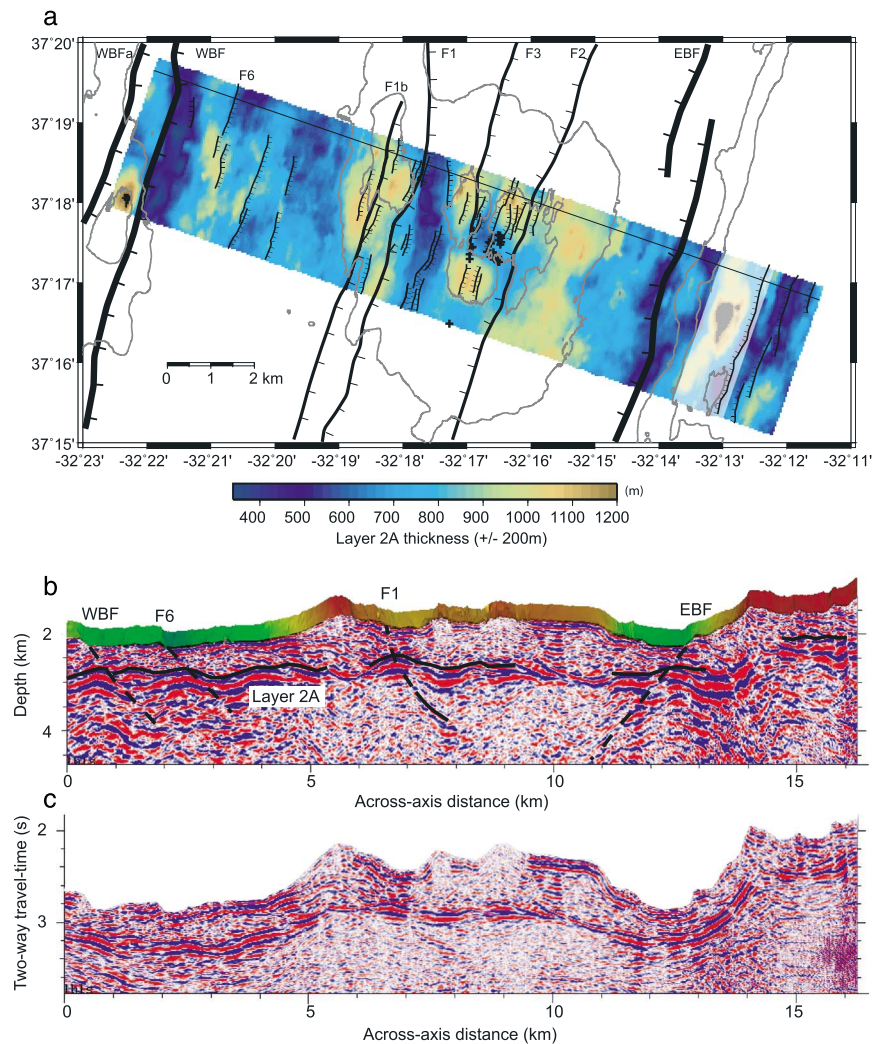 a
37°20'
WBFa WBF F1 F3 F2 EBF
F6
F1b
37°19'
37°18'
37°17'
37°16'
0 1 2 km
37°15'
-32°23' -32°22' -32°21' -32°20' -32°19' -32°18' -32°17' -32°16' -32°15' -32°14' -32°13' -32°12' -32°11'
(m)
400 500 600 700 800 900 1000 1100 1200
Layer 2A thickness (+/- 200m)
b
WBF F6 F1 EBF
2
Depth (km)
Layer 2A
4
0 5 10 15
Across-axis distance (km)
c
2
Two-way travel-time (s)
3
0 5 10 15
Across-axis distance (km)